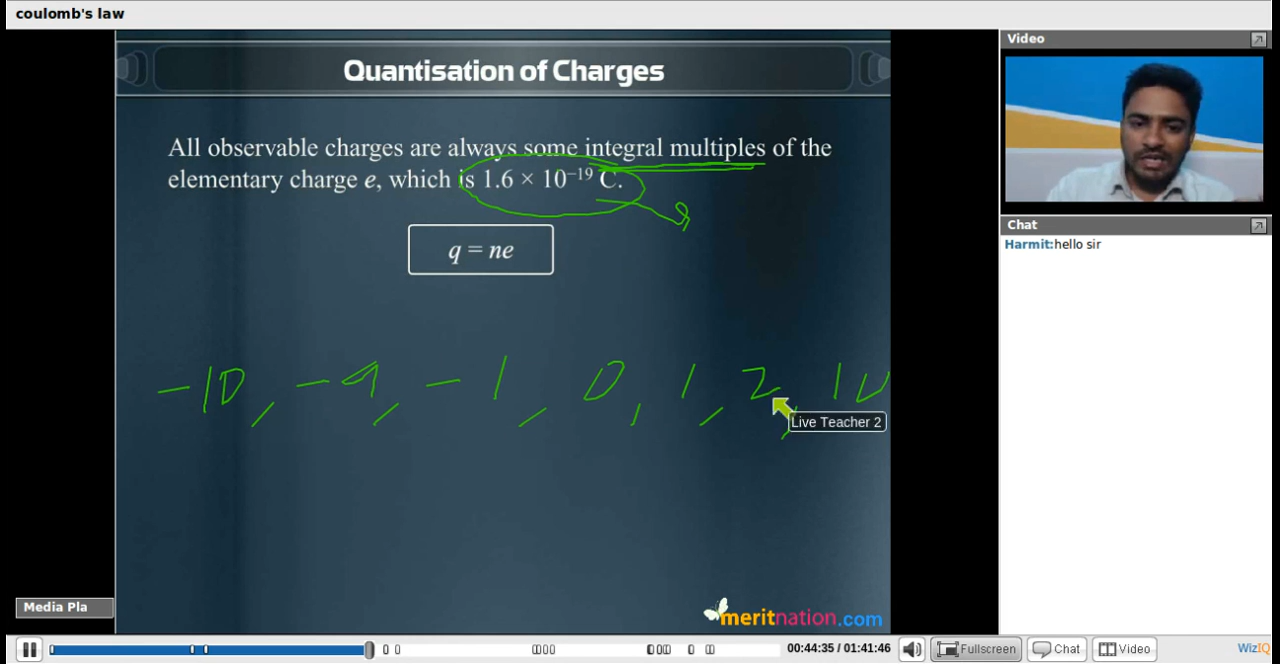 coulomb's law
Quantisation of Charges
All observable charges are always some integral multiples of the
elementary charge e, which is 1.6 × 10⁻¹⁹ C.
q = ne
-10, -9, -1, 0, 1, 2, 10
Live Teacher 2
meritnation.com
Video
Chat
Harmit:hello sir
Media Pla
00:44:35 / 01:41:46
Fullscreen
Chat
Video
WizIQ